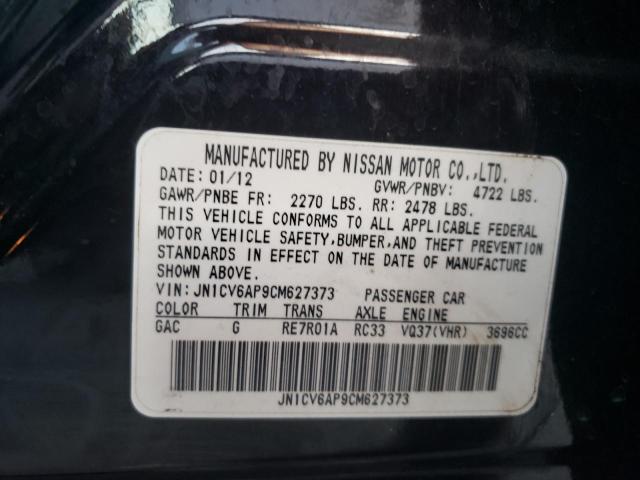 MANUFACTURED BY NISSAN MOTOR CO.,LTD.
DATE: 01/12 GVWR/PNBV: 4722 LBS.
GAWR/PNBE FR: 2270 LBS. RR: 2478 LBS.
THIS VEHICLE CONFORMS TO ALL APPLICABLE FEDERAL
MOTOR VEHICLE SAFETY,BUMPER,AND THEFT PREVENTION
STANDARDS IN EFFECT ON THE DATE OF MANUFACTURE
SHOWN ABOVE.
VIN:JN1CV6AP9CM627373 PASSENGER CAR
COLOR TRIM TRANS AXLE ENGINE
GAC G RE7R01A RC33 VQ37(VHR) 3696CC
JN1CV6AP9CM627373